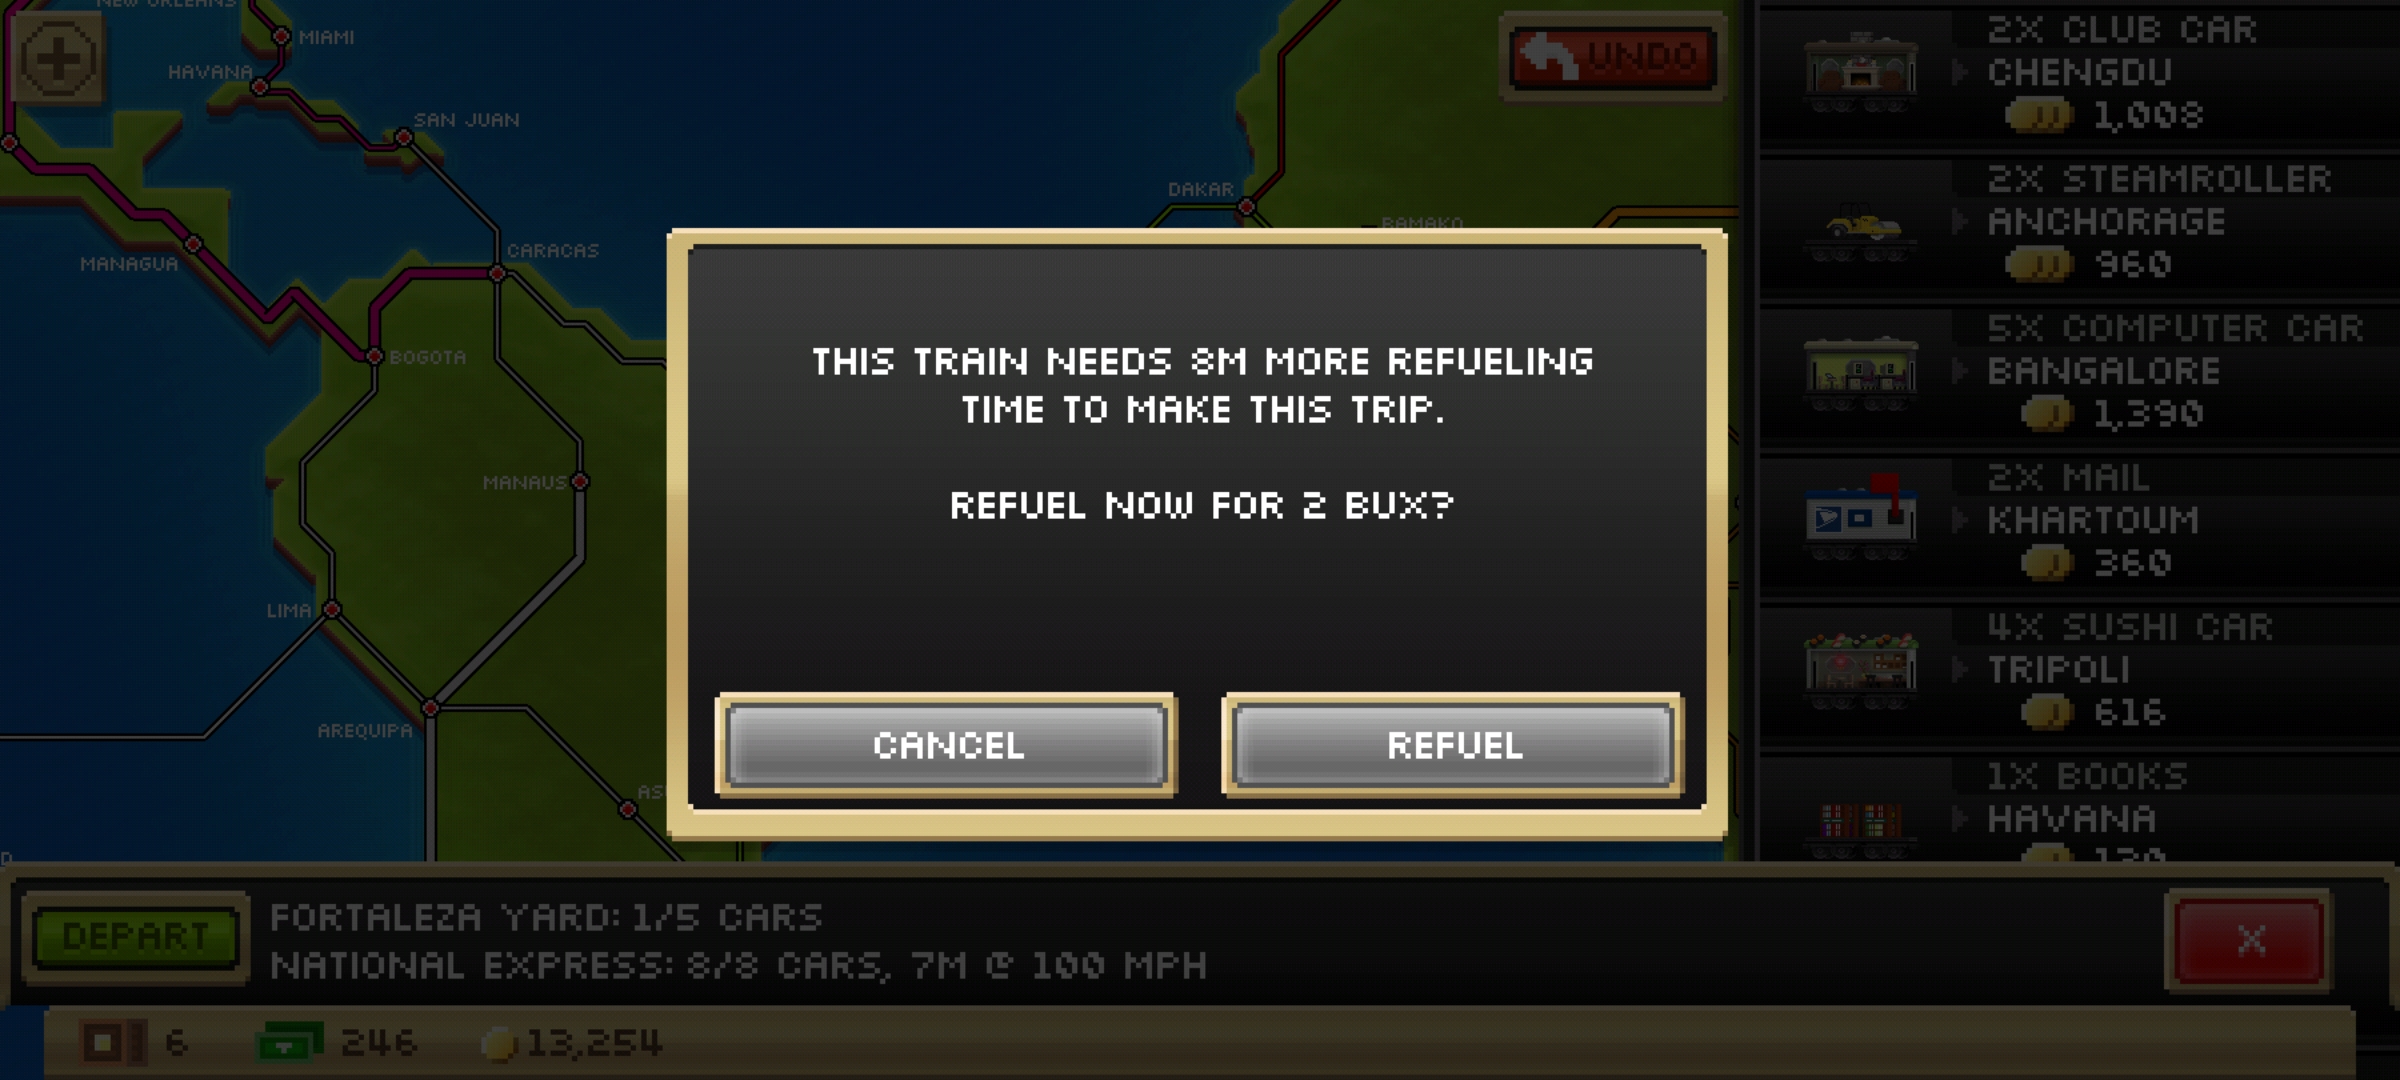 NEW ORLEANS
MIAMI
HAVANA
SAN JUAN
DAKAR
BAMAKO
CARACAS
MANAGUA
BOGOTA
MANAUS
LIMA
AREQUIPA
UNDO
THIS TRAIN NEEDS 8M MORE REFUELING
TIME TO MAKE THIS TRIP.
REFUEL NOW FOR 2 BUX?
CANCEL
REFUEL
2X CLUB CAR
CHENGDU
1,008
2X STEAMROLLER
ANCHORAGE
960
5X COMPUTER CAR
BANGALORE
1,390
2X MAIL
KHARTOUM
360
4X SUSHI CAR
TRIPOLI
616
1X BOOKS
HAVANA
DEPART
FORTALEZA YARD: 1/5 CARS
NATIONAL EXPRESS: 8/8 CARS, 7M @ 100 MPH
X
6
246
13,254